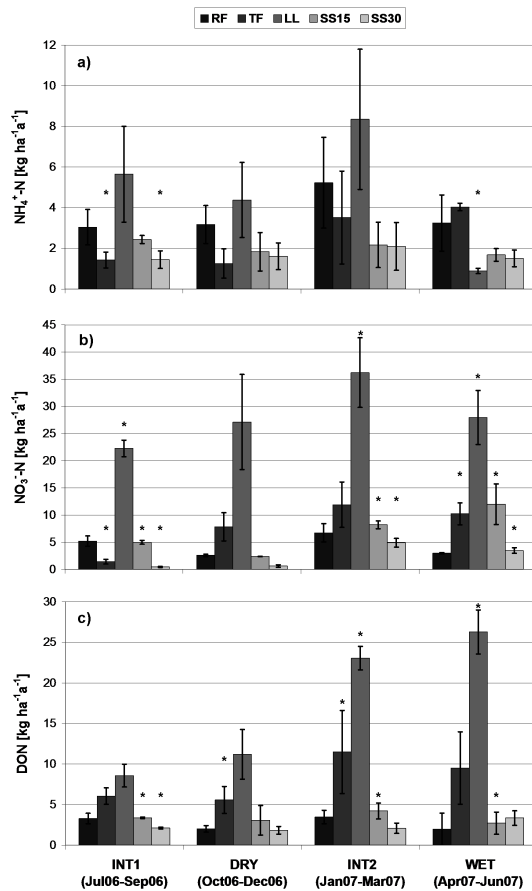 RF TF LL SS15 SS30
a)
NH₄⁺-N [kg ha⁻¹a⁻¹]
12
10
8
6
4
2
0
* * *
b)
NO₃⁻-N [kg ha⁻¹a⁻¹]
45
40
35
30
25
20
15
10
5
0
* * * * * * * * * * *
c)
DON [kg ha⁻¹a⁻¹]
30
25
20
15
10
5
0
* * * * * * * *
INT1 DRY INT2 WET
(Jul06-Sep06) (Oct06-Dec06) (Jan07-Mar07) (Apr07-Jun07)